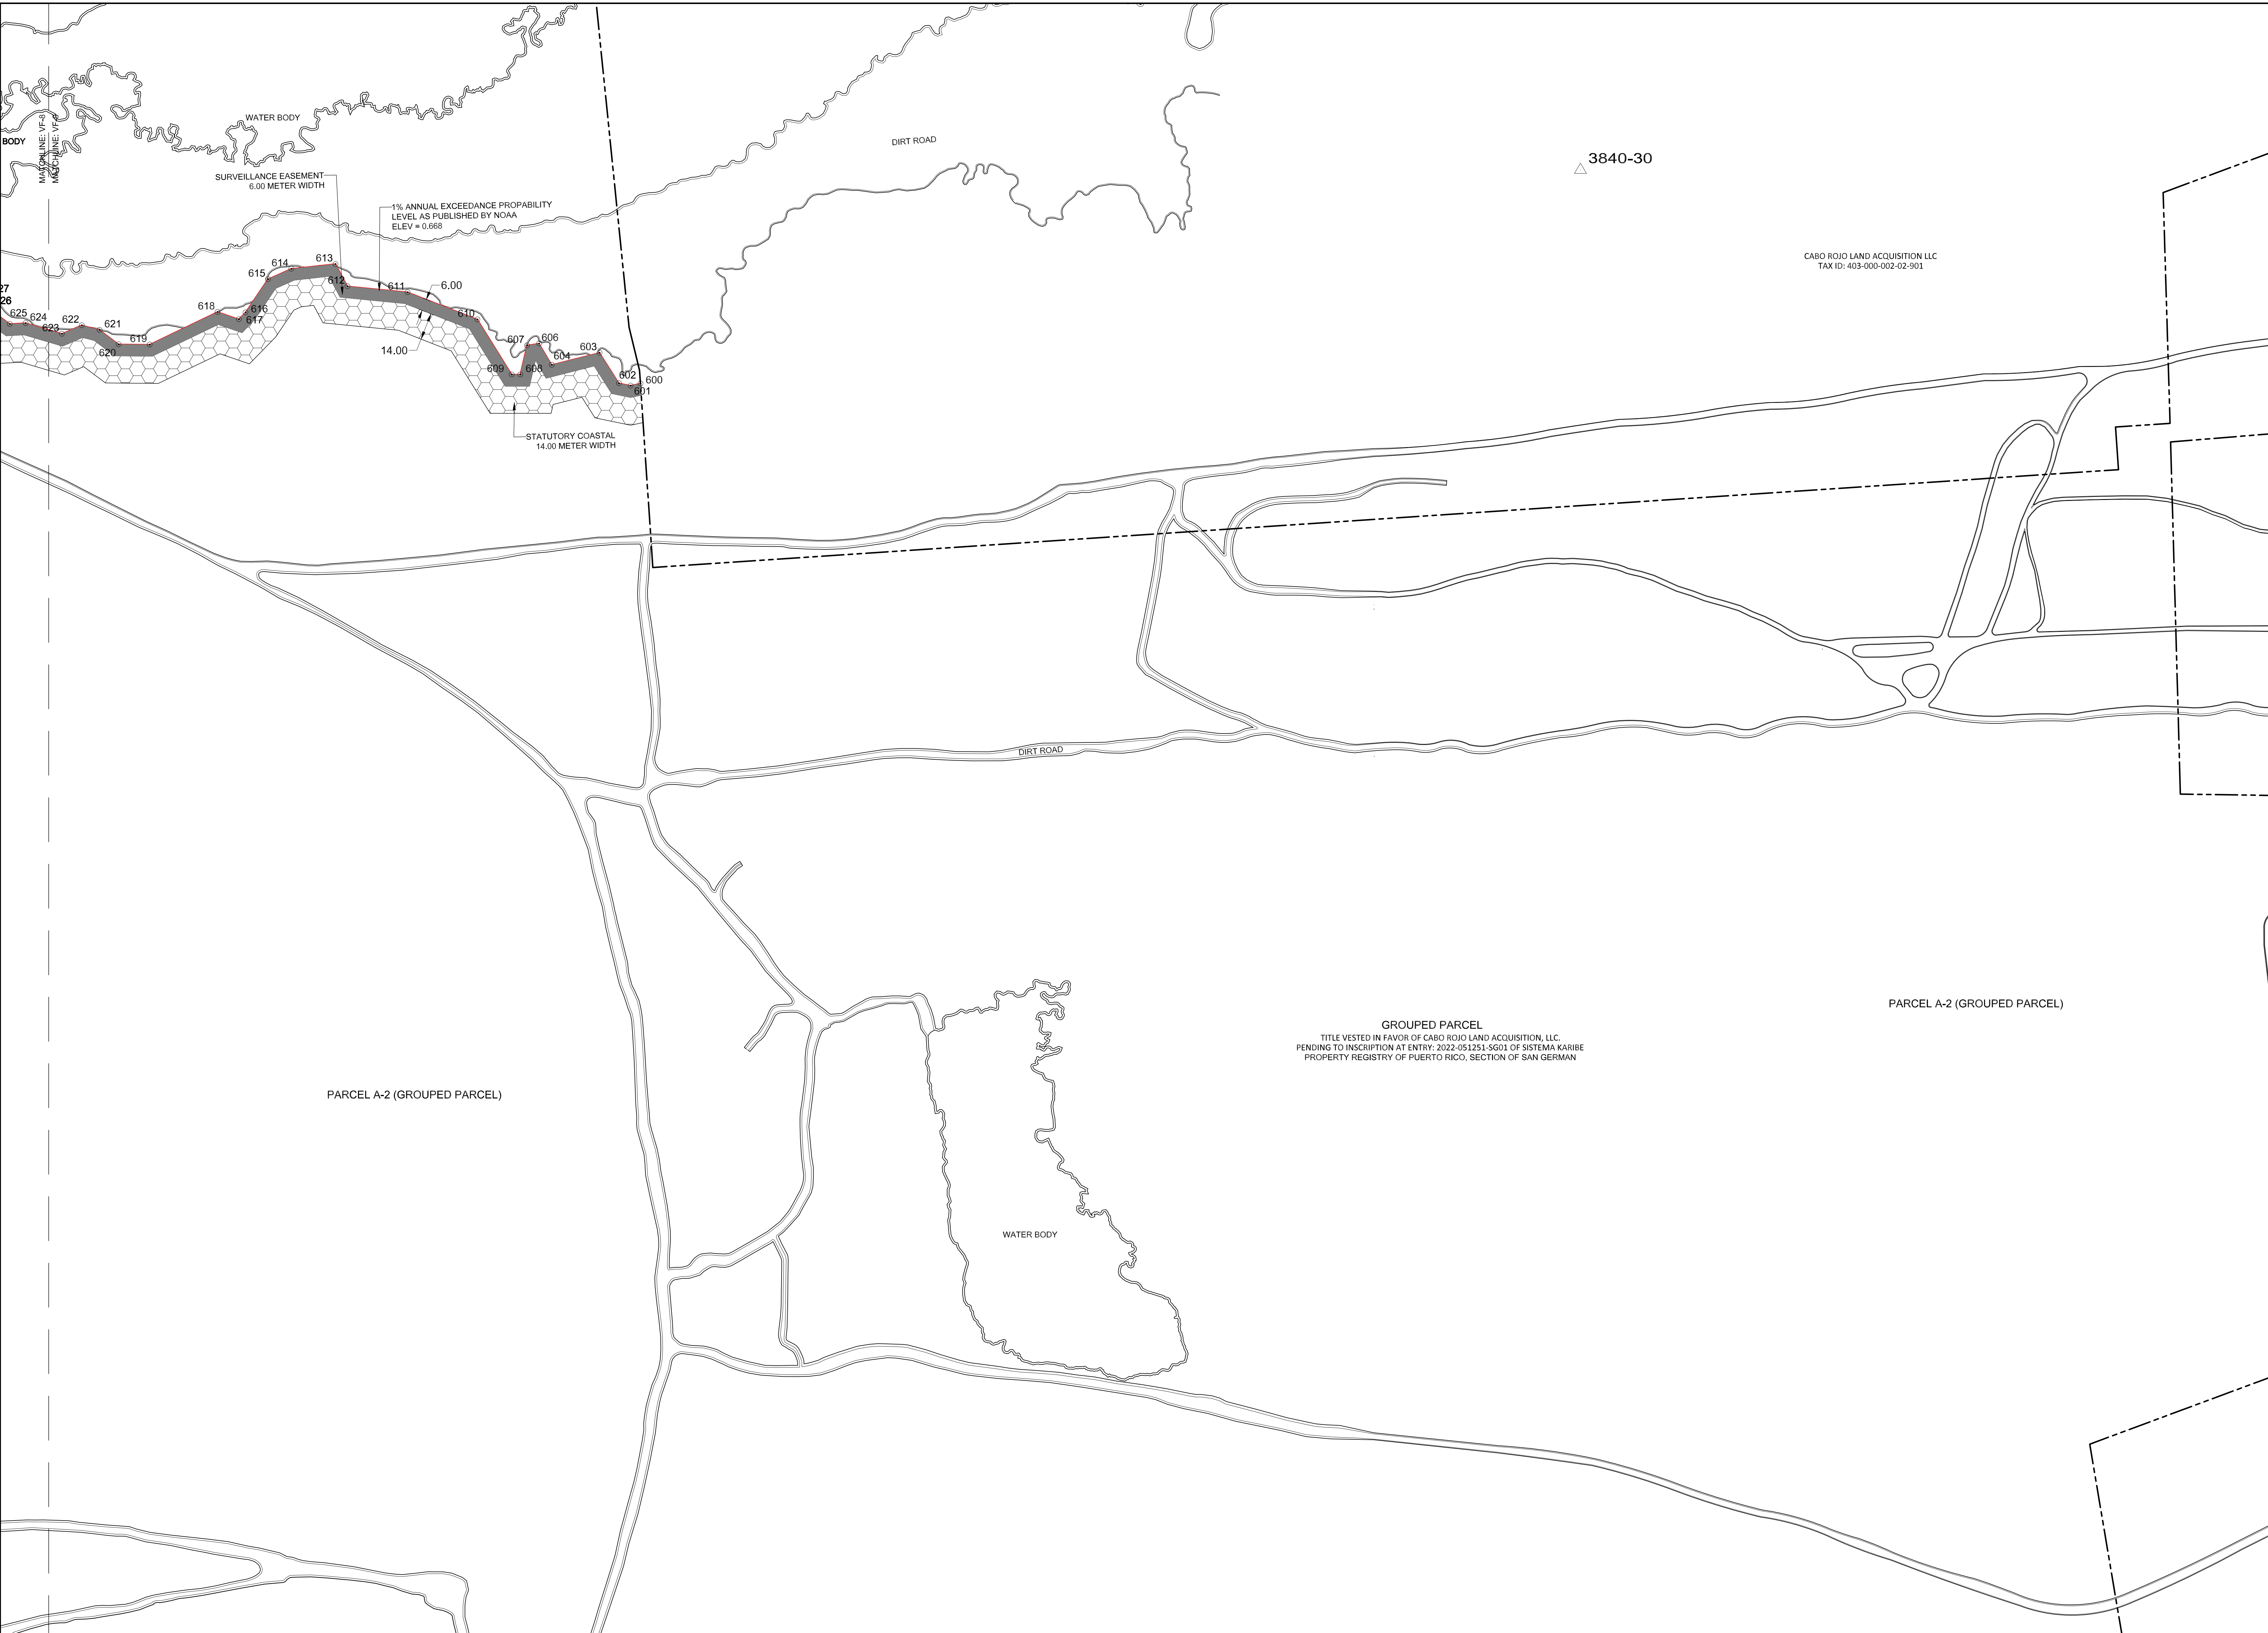 WATER BODY
BODY
MATCHLINE: VF-8
DIRT ROAD
3840-30
SURVEILLANCE EASEMENT
6.00 METER WIDTH
1% ANNUAL EXCEEDANCE PROPABILITY
LEVEL AS PUBLISHED BY NOAA
ELEV = 0.668
CABO ROJO LAND ACQUISITION LLC
TAX ID: 403-000-002-02-901
613
614
615
612
611
6.00
27
26
625
624
623
622
621
620
619
618
616
617
610
14.00
607
606
604
603
609
608
602
600
601
STATUTORY COASTAL
14.00 METER WIDTH
DIRT ROAD
PARCEL A-2 (GROUPED PARCEL)
GROUPED PARCEL
TITLE VESTED IN FAVOR OF CABO ROJO LAND ACQUISITION, LLC.
PENDING TO INSCRIPTION AT ENTRY: 2022-051251-SG01 OF SISTEMA KARIBE
PROPERTY REGISTRY OF PUERTO RICO, SECTION OF SAN GERMAN
PARCEL A-2 (GROUPED PARCEL)
WATER BODY